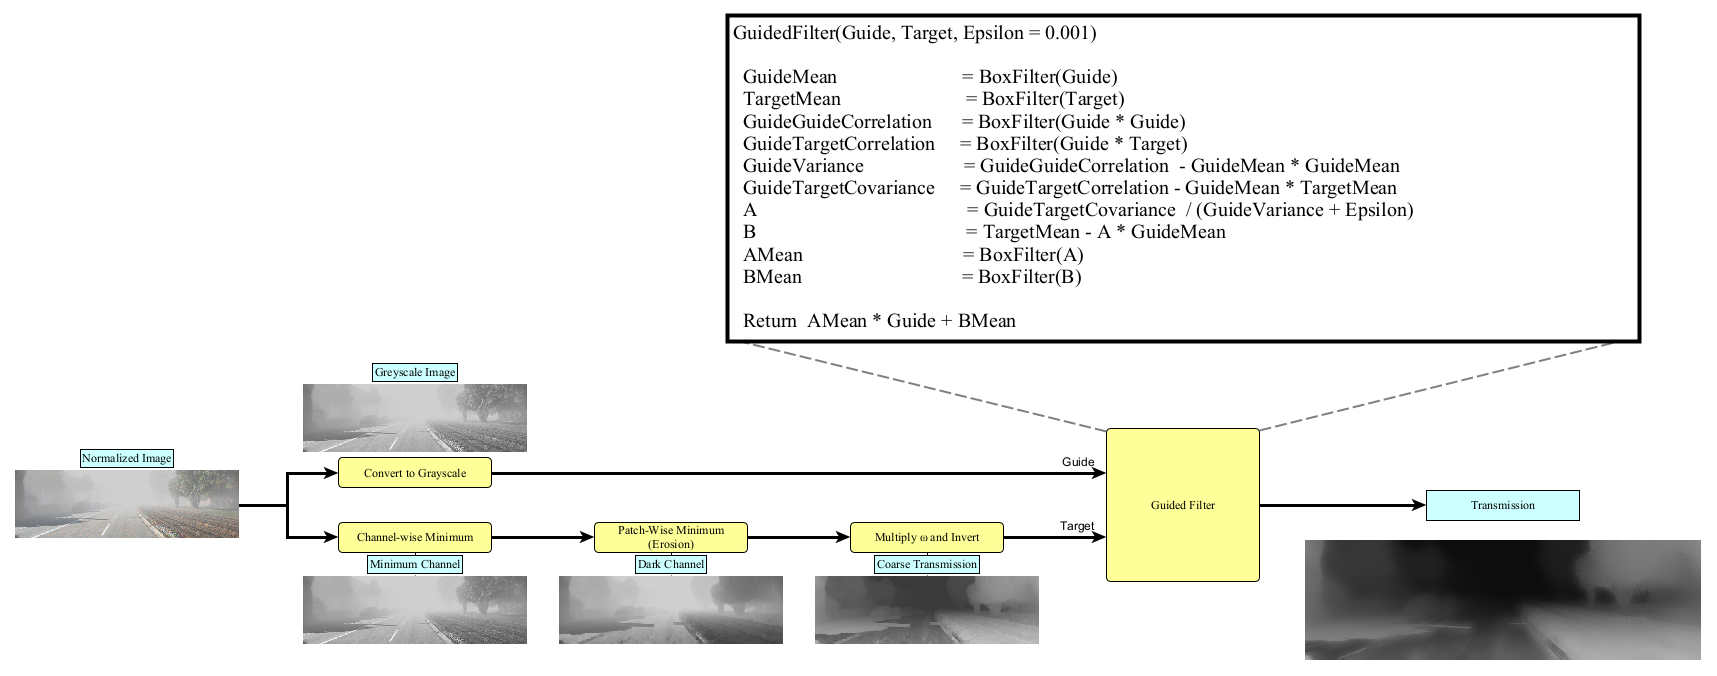 GuidedFilter(Guide, Target, Epsilon = 0.001)
GuideMean = BoxFilter(Guide)
TargetMean = BoxFilter(Target)
GuideGuideCorrelation = BoxFilter(Guide * Guide)
GuideTargetCorrelation = BoxFilter(Guide * Target)
GuideVariance = GuideGuideCorrelation - GuideMean * GuideMean
GuideTargetCovariance = GuideTargetCorrelation - GuideMean * TargetMean
A = GuideTargetCovariance / (GuideVariance + Epsilon)
B = TargetMean - A * GuideMean
AMean = BoxFilter(A)
BMean = BoxFilter(B)
Return AMean * Guide + BMean
Greyscale Image
Normalized Image
Convert to Grayscale
Guide
Channel-wise Minimum
Minimum Channel
Patch-Wise Minimum
(Erosion)
Dark Channel
Multiply ω and Invert
Coarse Transmission
Target
Guided Filter
Transmission